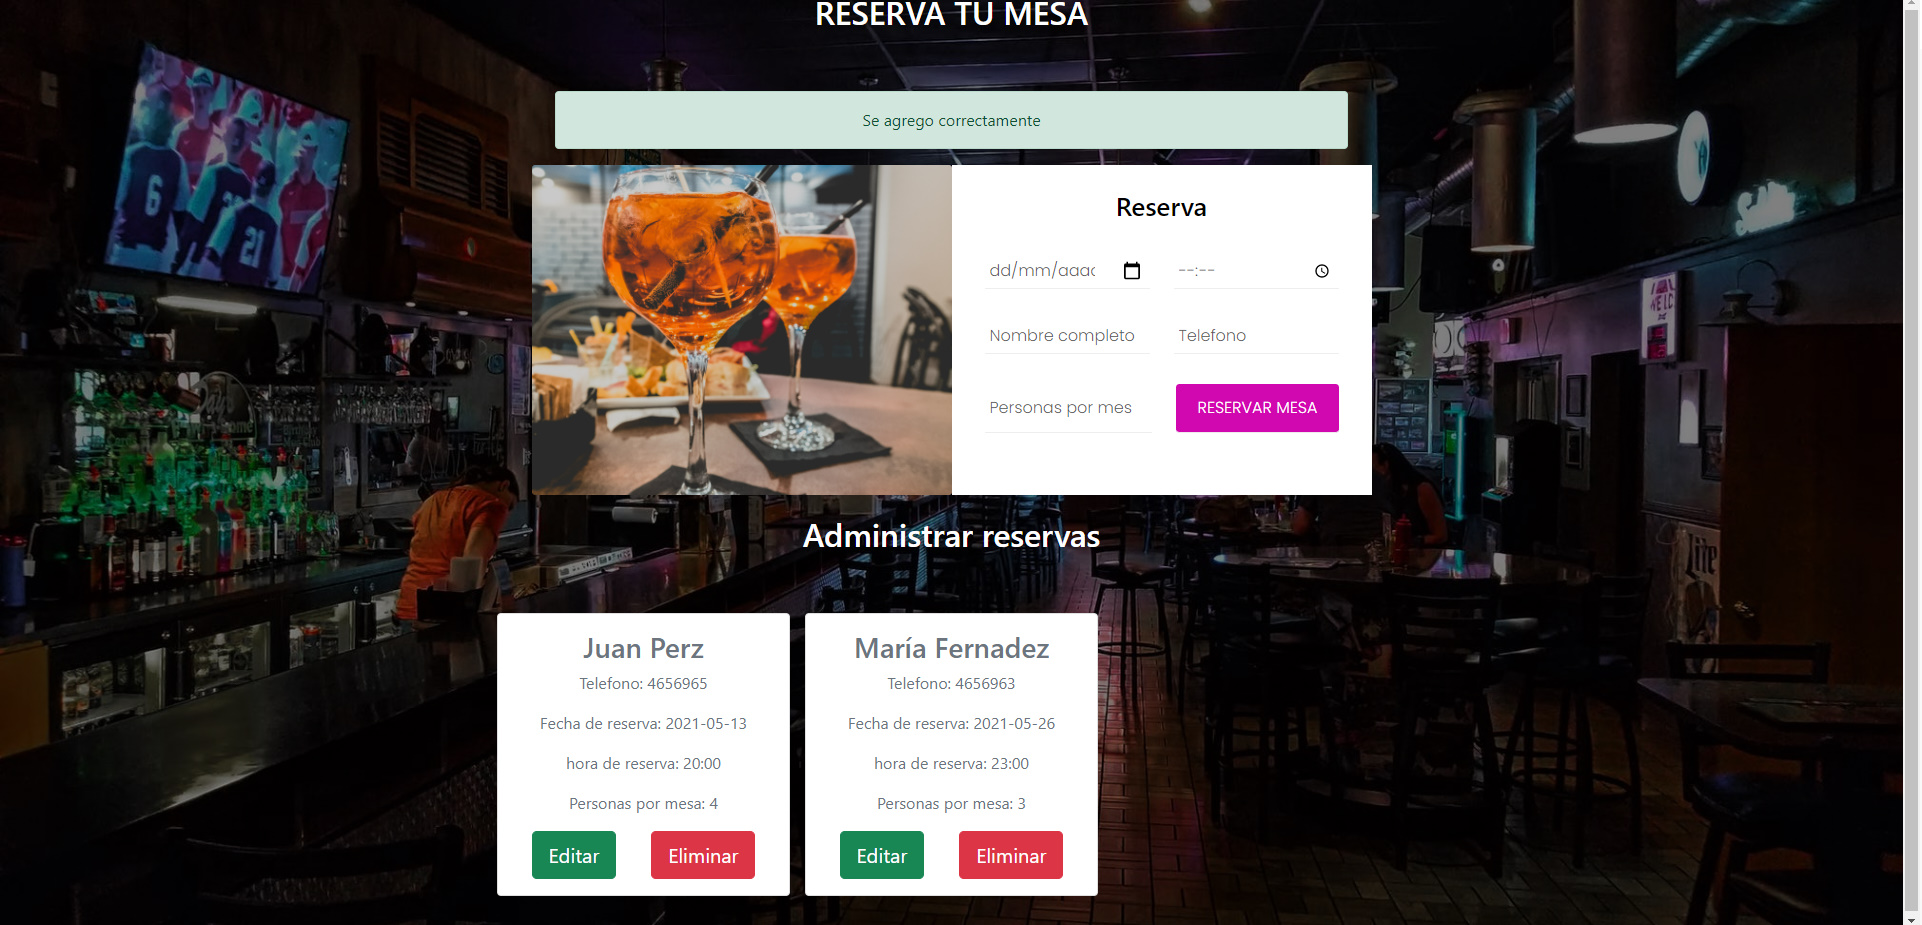 RESERVA TU MESA
Se agrego correctamente
Reserva
dd/mm/aaaa --:--
Nombre completo Telefono
Personas por mes RESERVAR MESA
Administrar reservas
Juan Perz
Telefono: 4656965
Fecha de reserva: 2021-05-13
hora de reserva: 20:00
Personas por mesa: 4
Editar Eliminar
María Fernadez
Telefono: 4656963
Fecha de reserva: 2021-05-26
hora de reserva: 23:00
Personas por mesa: 3
Editar Eliminar
6
21